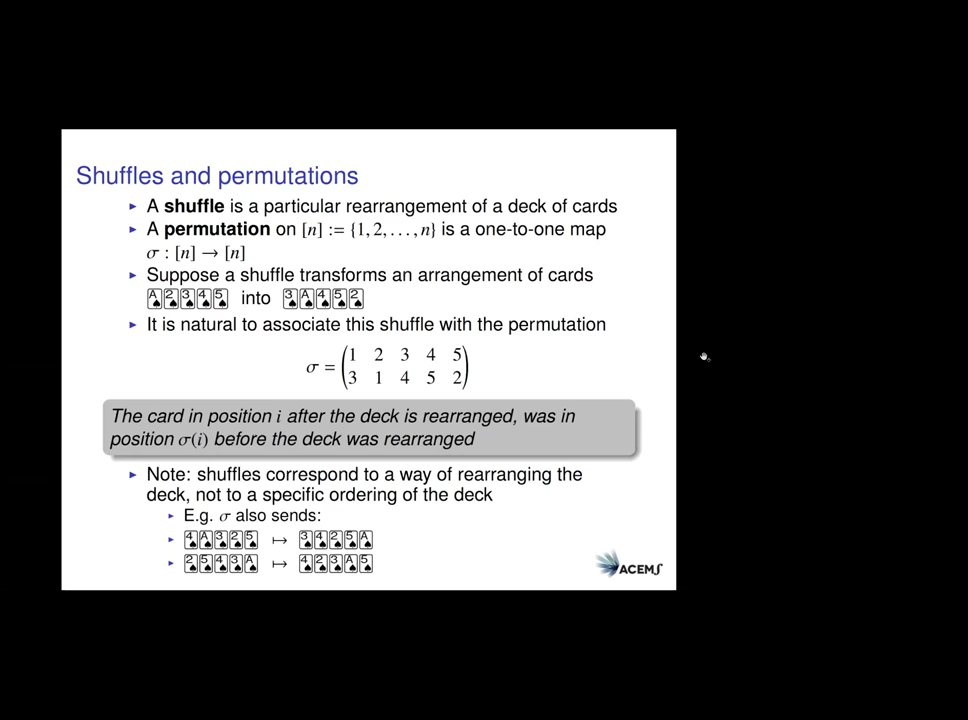 Shuffles and permutations
▸ A shuffle is a particular rearrangement of a deck of cards
▸ A permutation on [n] := {1, 2, . . . , n} is a one-to-one map
σ : [n] → [n]
▸ Suppose a shuffle transforms an arrangement of cards
A♠ 2♠ 3♠ 4♠ 5♠ into 3♠ A♠ 4♠ 5♠ 2♠
▸ It is natural to associate this shuffle with the permutation
σ = (1 2 3 4 5
3 1 4 5 2)
The card in position i after the deck is rearranged, was in
position σ(i) before the deck was rearranged
▸ Note: shuffles correspond to a way of rearranging the
deck, not to a specific ordering of the deck
▸ E.g. σ also sends:
▸ 4♠ A♠ 3♠ 2♠ 5♠ ↦ 3♠ 4♠ 2♠ 5♠ A♠
▸ 2♠ 5♠ 4♠ 3♠ A♠ ↦ 4♠ 2♠ 3♠ A♠ 5♠
ACEMS